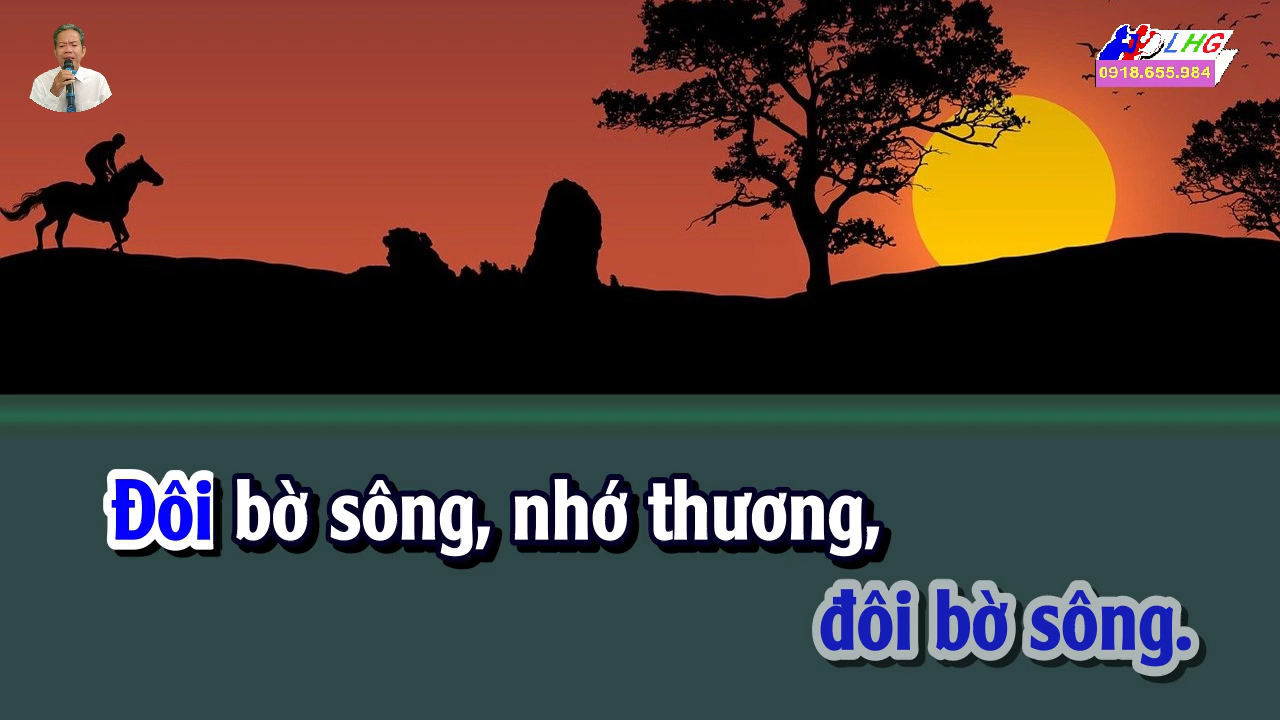 LHG
0918.655.984
Đôi bờ sông, nhớ thương,
đôi bờ sông.